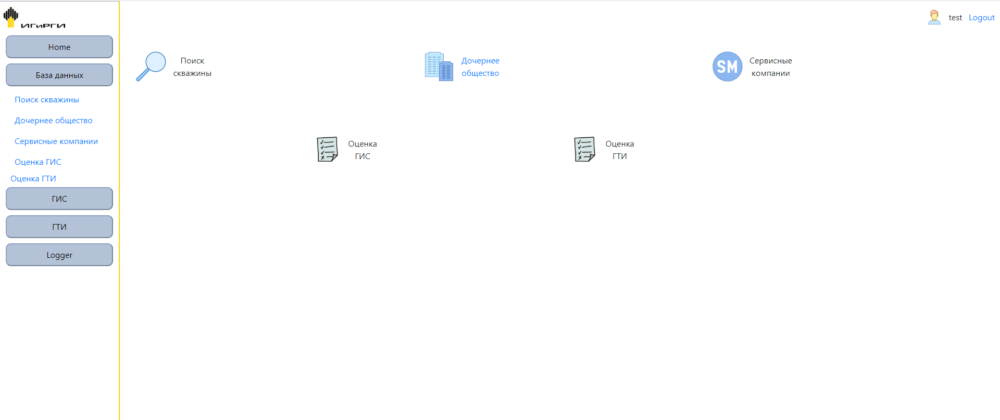 ИГиРГИ
Home
База данных
Поиск скважины
Дочернее общество
Сервисные компании
Оценка ГИС
Оценка ГТИ
ГИС
ГТИ
Logger
test Logout
Поиск
скважины
Дочернее
общество
SM
Сервисные
компании
Оценка
ГИС
Оценка
ГТИ